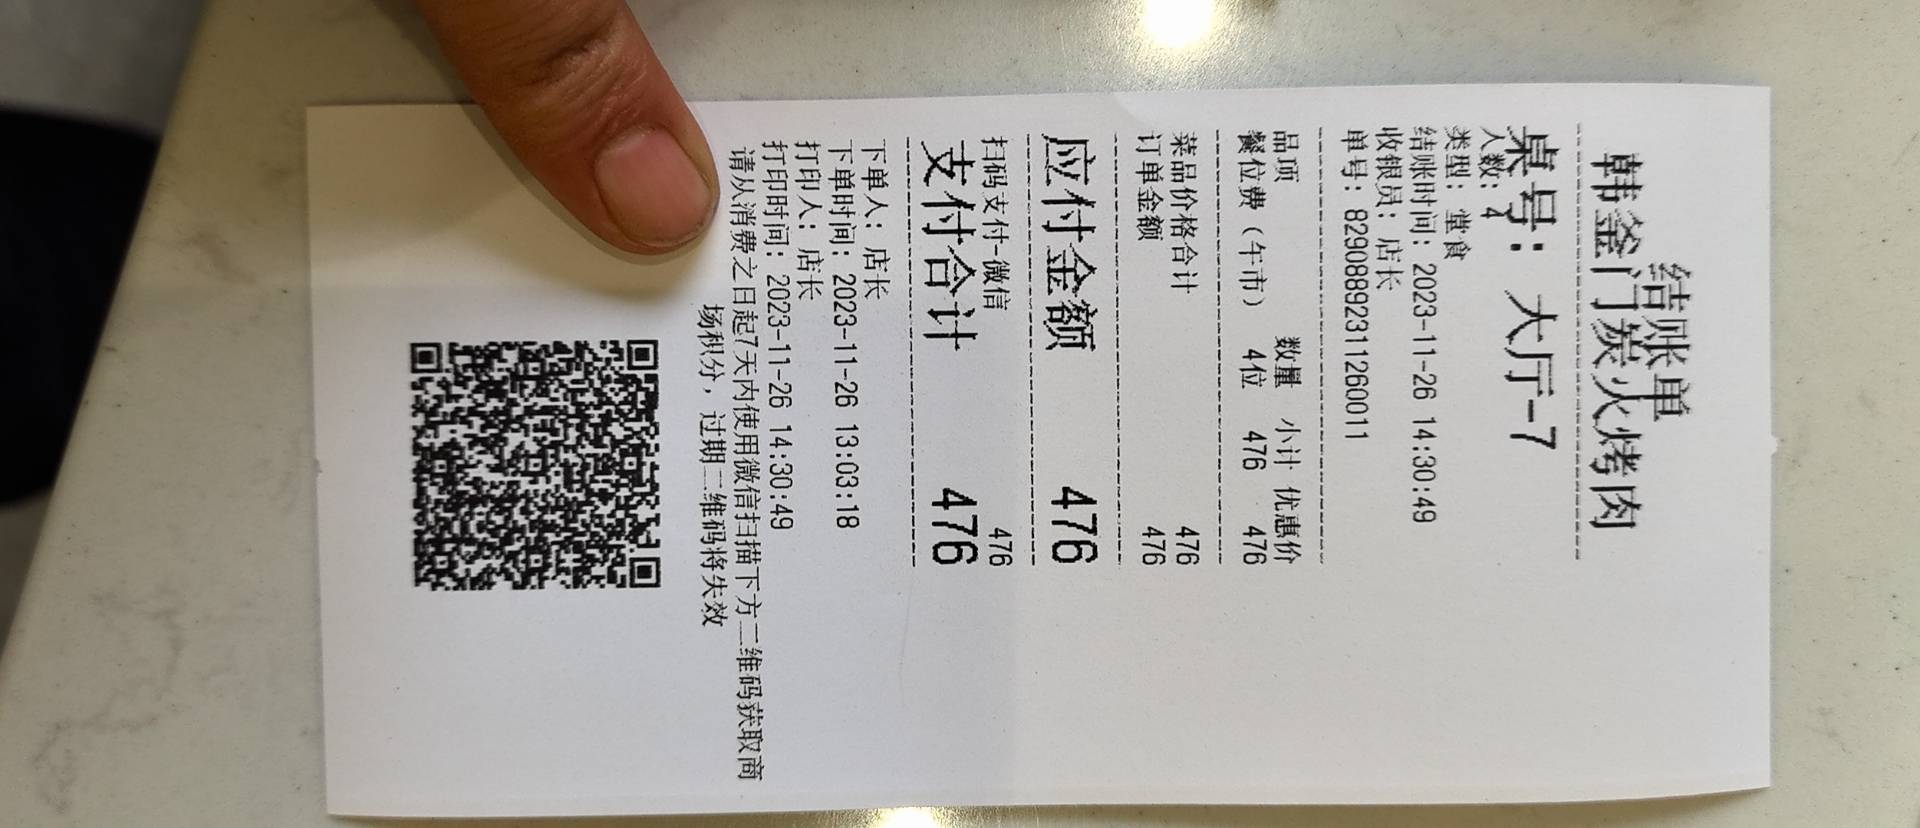 结账单
韩釜门炭火烤肉
桌号: 大厅-7
人数: 4
类型: 堂食
结账时间: 2023-11-26 14:30:49
收银员: 店长
单号: 82908892311260011
品项 数量 小计 优惠价
餐位费（午市） 4位 476 476
菜品价格合计 476
订单金额 476
应付金额 476
扫码支付-微信 476
支付合计 476
下单人: 店长
下单时间: 2023-11-26 13:03:18
打印人: 店长
打印时间: 2023-11-26 14:30:49
请从消费之日起7天内使用微信扫描下方二维码获取商
场积分，过期二维码将失效